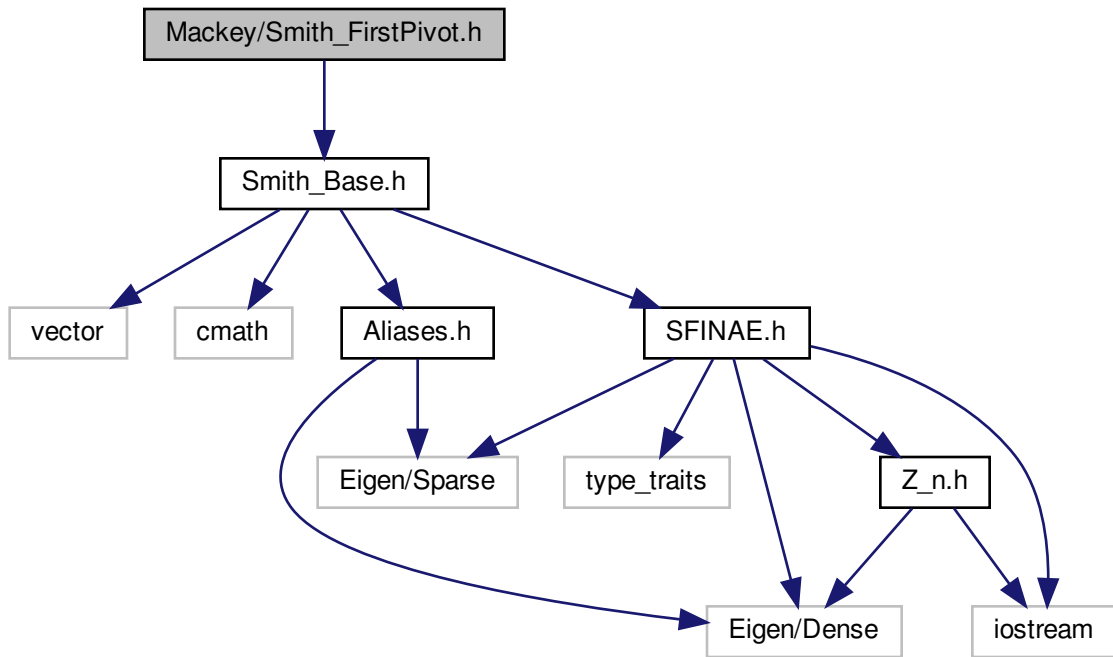 Mackey/Smith_FirstPivot.h
Smith_Base.h
vector
cmath
Aliases.h
SFINAE.h
Eigen/Sparse
type_traits
Z_n.h
Eigen/Dense
iostream